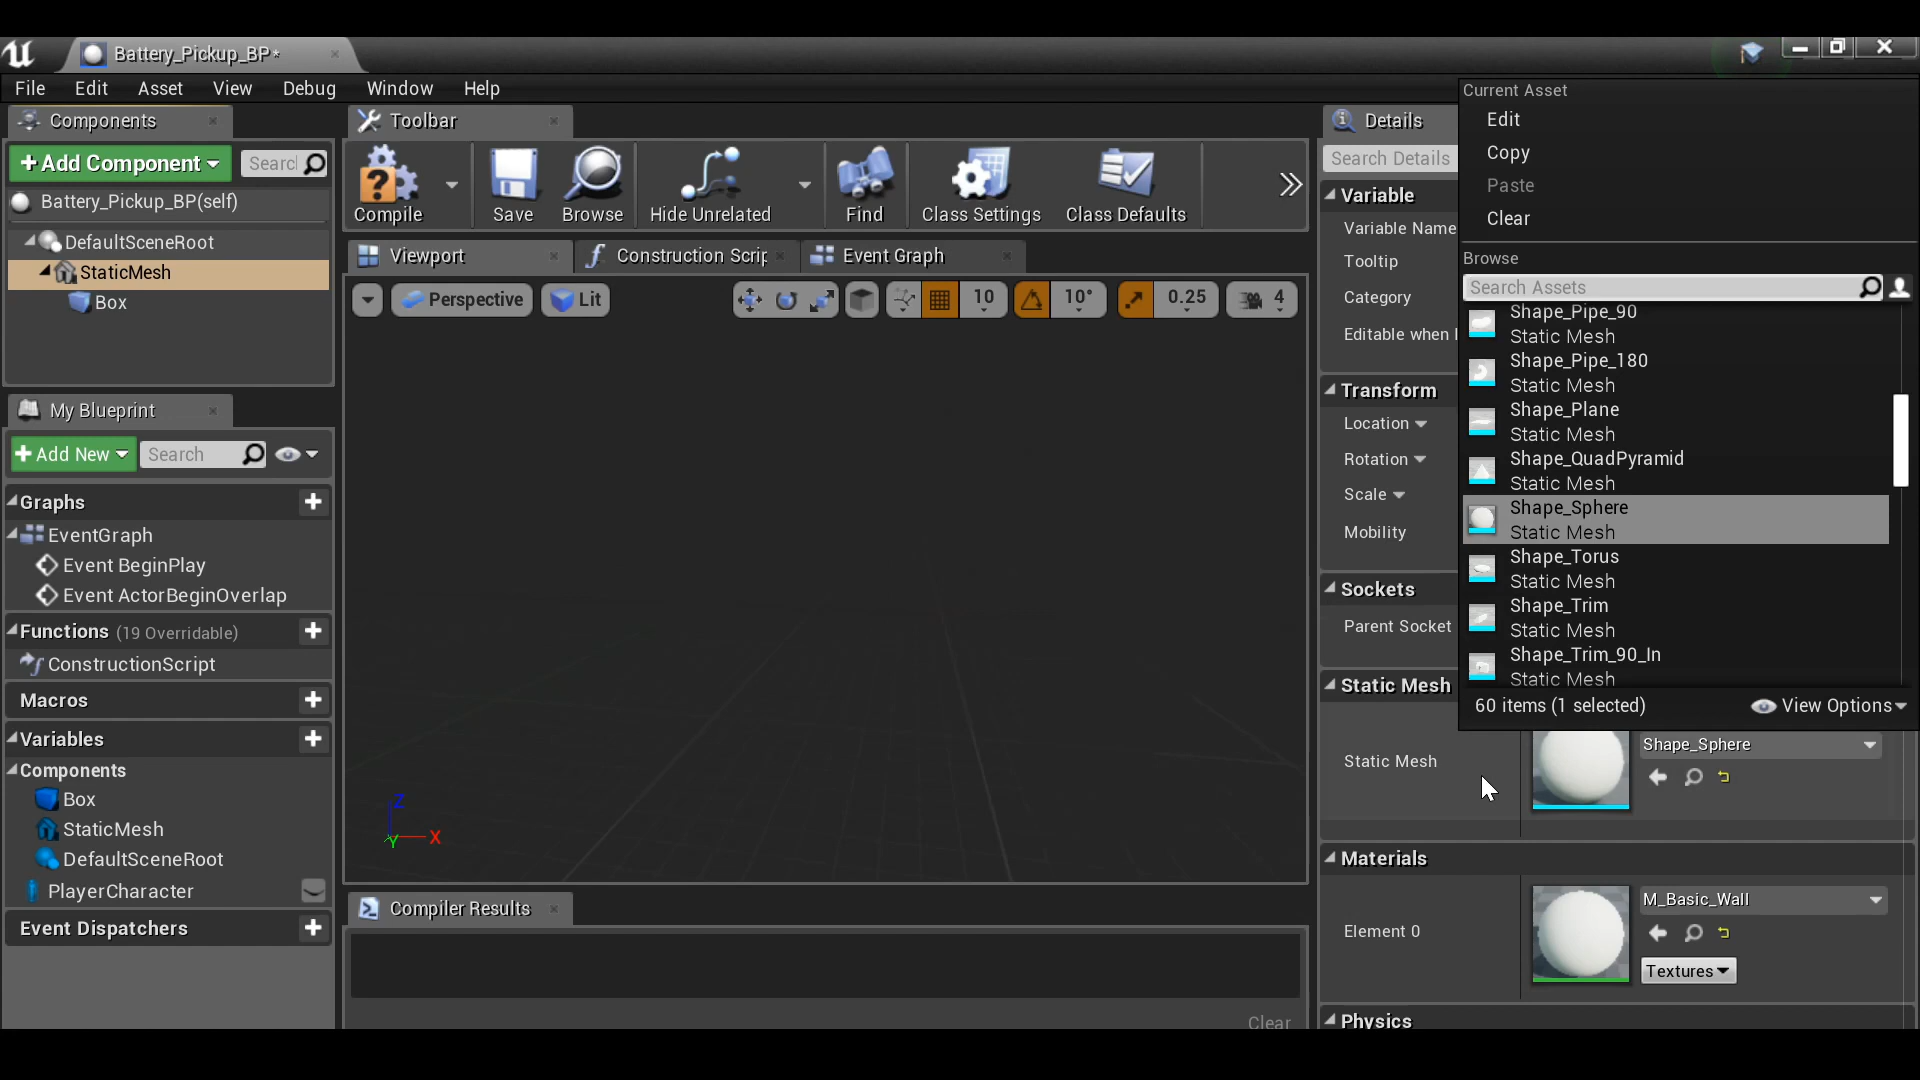 Battery_Pickup_BP*
File Edit Asset View Debug Window Help
Components
+ Add Component
Search
Battery_Pickup_BP(self)
DefaultSceneRoot
StaticMesh
Box
My Blueprint
+ Add New
Search
Graphs
EventGraph
Event BeginPlay
Event ActorBeginOverlap
Functions (19 Overridable)
ConstructionScript
Macros
Variables
Components
Box
StaticMesh
DefaultSceneRoot
PlayerCharacter
Event Dispatchers
Toolbar
Compile
Save
Browse
Hide Unrelated
Find
Class Settings
Class Defaults
Viewport
Construction Scrip
Event Graph
Perspective
Lit
10
10°
0.25
4
Z
Y
X
Compiler Results
Clear
Details
Search Details
Variable
Variable Name
Tooltip
Category
Editable when
Transform
Location
Rotation
Scale
Mobility
Sockets
Parent Socket
Static Mesh
Static Mesh
Shape_Sphere
Materials
Element 0
M_Basic_Wall
Textures
Physics
Current Asset
Edit
Copy
Paste
Clear
Browse
Search Assets
Shape_Pipe_90
Static Mesh
Shape_Pipe_180
Static Mesh
Shape_Plane
Static Mesh
Shape_QuadPyramid
Static Mesh
Shape_Sphere
Static Mesh
Shape_Torus
Static Mesh
Shape_Trim
Static Mesh
Shape_Trim_90_In
Static Mesh
60 items (1 selected)
View Options